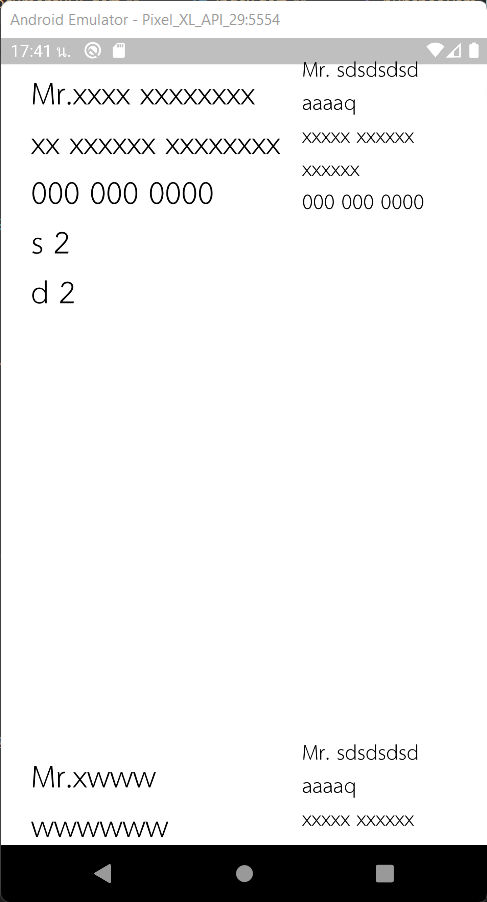 Android Emulator - Pixel_XL_API_29:5554
17:41 น.
Mr.xxxx xxxxxxxx
xx xxxxxx xxxxxxxx
000 000 0000
s 2
d 2
Mr. sdsdsdsd
aaaaq
xxxxx xxxxxx
xxxxxx
000 000 0000
Mr.xwww
wwwwwww
Mr. sdsdsdsd
aaaaq
xxxxx xxxxxx